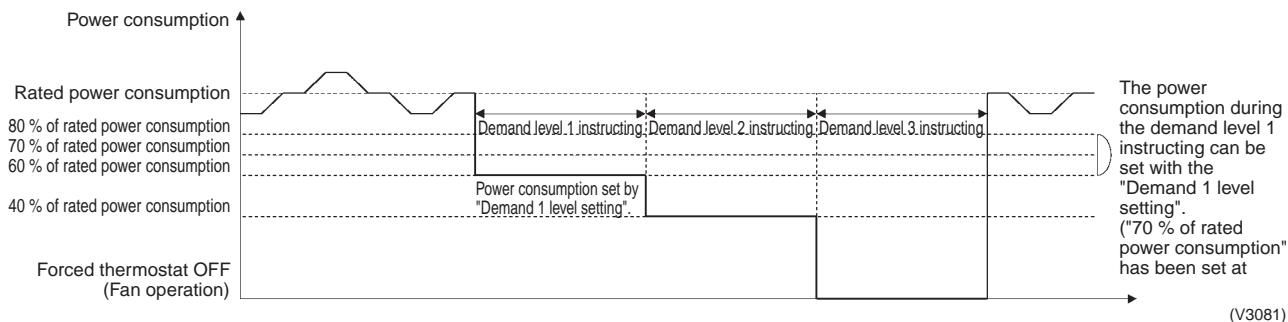 Power consumption
Rated power consumption
80 % of rated power consumption
70 % of rated power consumption
60 % of rated power consumption
40 % of rated power consumption
Forced thermostat OFF
(Fan operation)
Demand level 1 instructing
Demand level 2 instructing
Demand level 3 instructing
Power consumption set by
"Demand 1 level setting".
The power
consumption during
the demand level 1
instructing can be
set with the
"Demand 1 level
setting".
("70 % of rated
power consumption"
has been set at
(V3081)